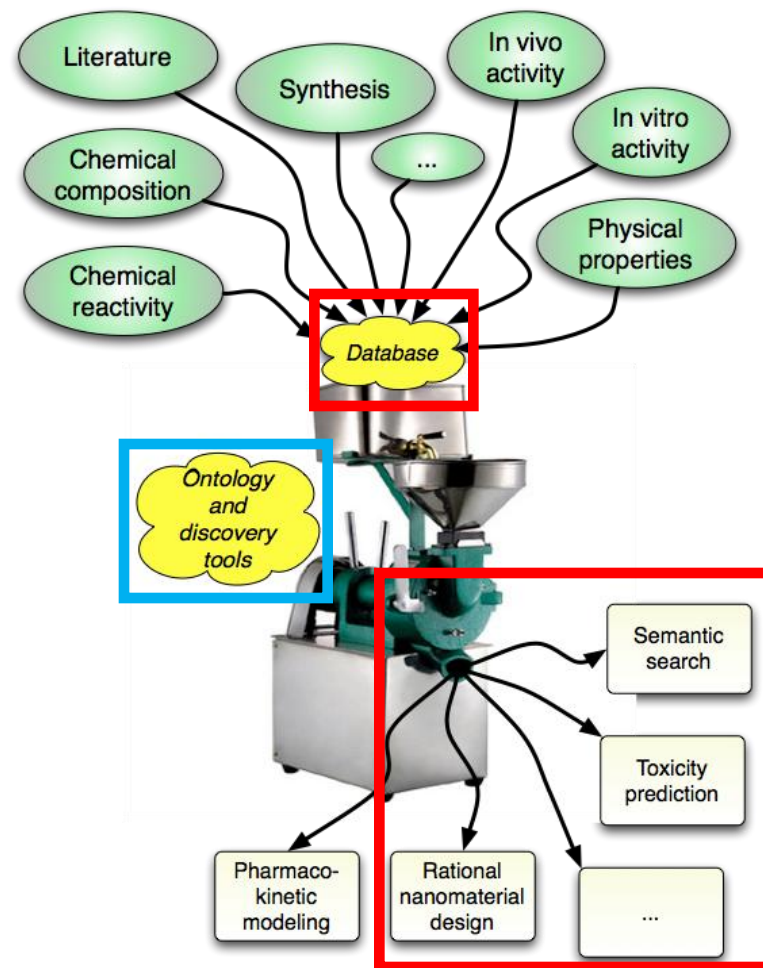 Literature
Synthesis
In vivo
activity
In vitro
activity
...
Chemical
composition
Physical
properties
Chemical
reactivity
Database
Ontology
and
discovery
tools
Semantic
search
Toxicity
prediction
Pharmaco-
kinetic
modeling
Rational
nanomaterial
design
...